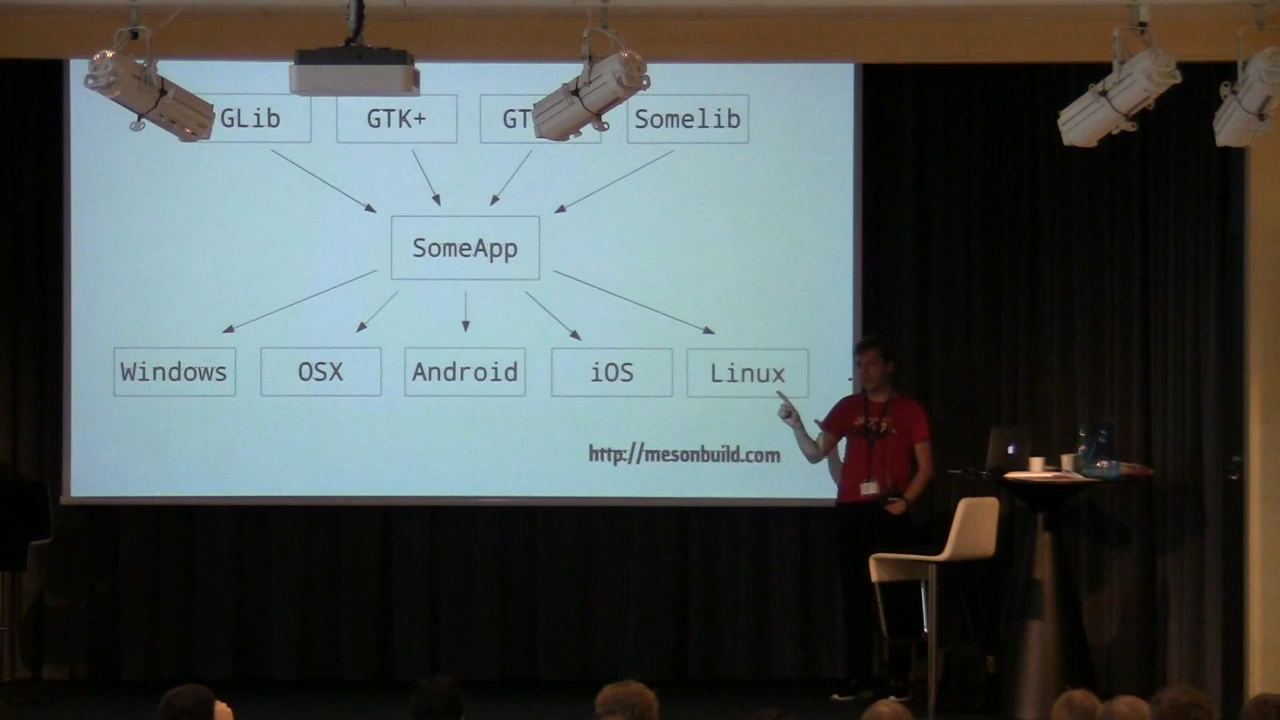 GLib GTK+ Somelib
SomeApp
Windows OSX Android iOS Linux
http://mesonbuild.com